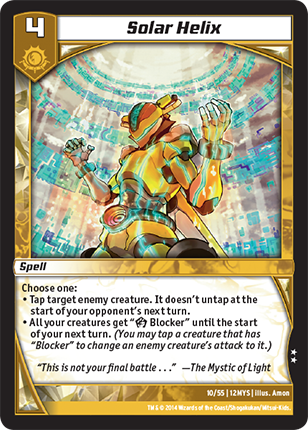 4
Solar Helix
Spell
Choose one:
• Tap target enemy creature. It doesn't untap at the
start of your opponent's next turn.
• All your creatures get " Blocker" until the start
of your next turn. (You may tap a creature that has
"Blocker" to change an enemy creature's attack to it.)
"This is not your final battle . . ." —The Mystic of Light
10/55 | 12MYS | illus. Amon
TM & © 2014 Wizards of the Coast/Shogakukan/Mitsui-Kids.